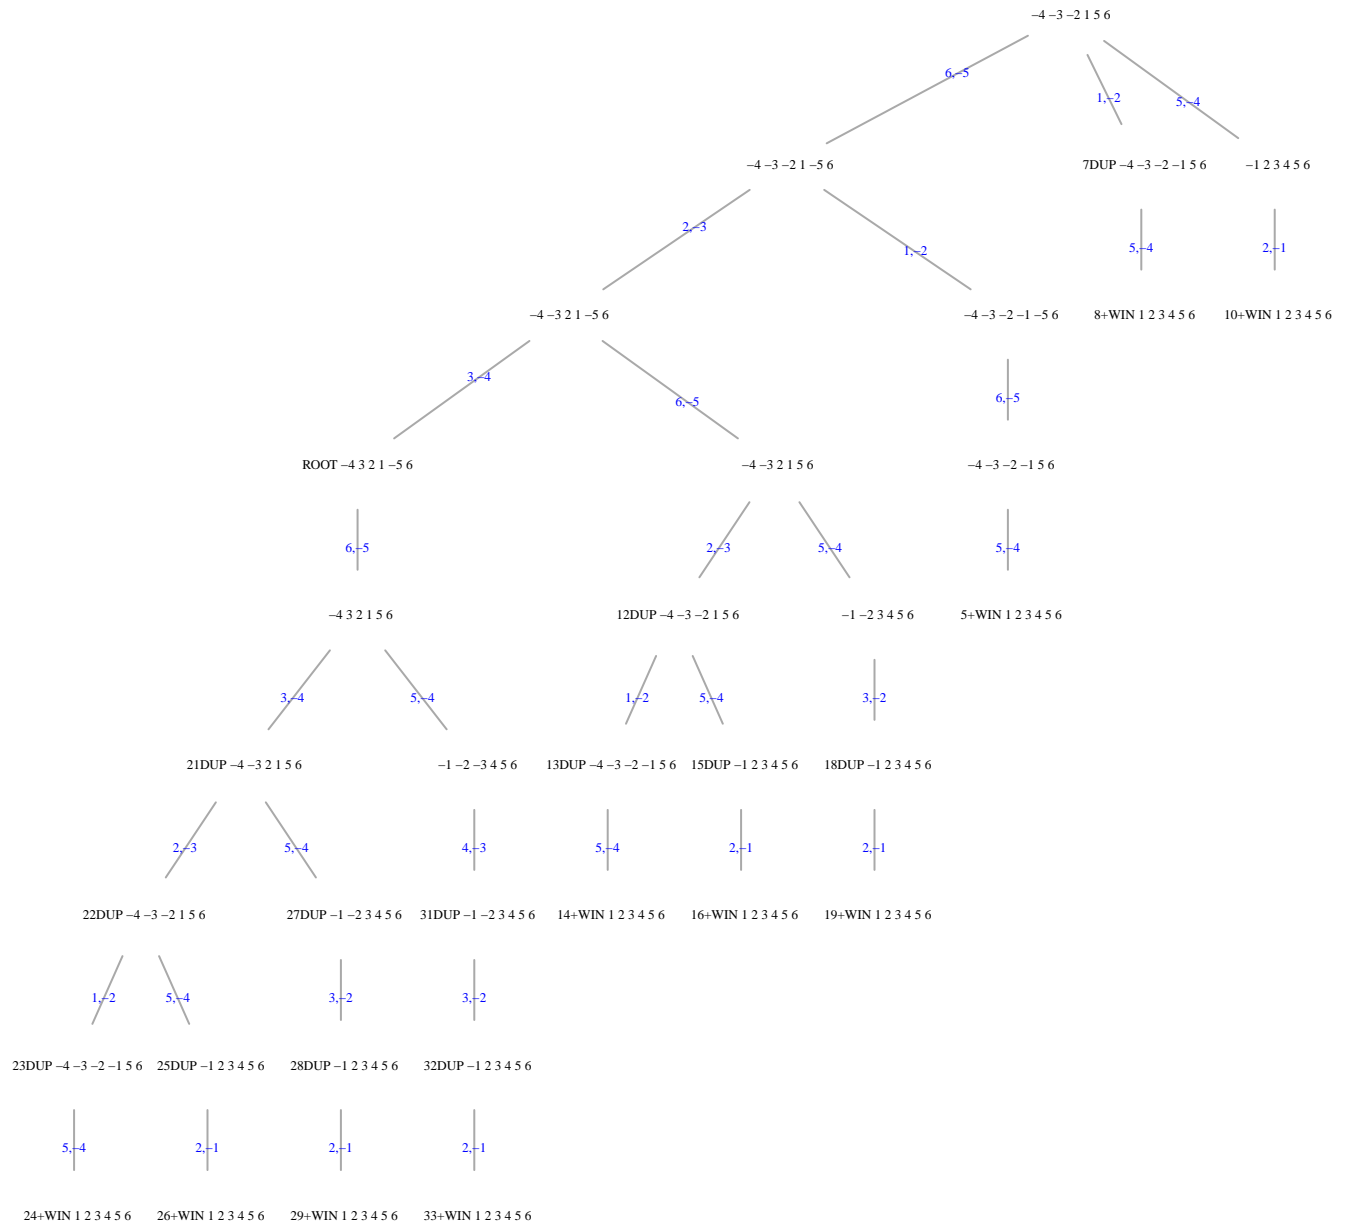 −4 −3 −2 1 5 6
6,−5
1,−2
5,−4
−4 −3 −2 1 −5 6
7DUP −4 −3 −2 −1 5 6
−1 2 3 4 5 6
2,−3
1,−2
5,−4
2,−1
−4 −3 2 1 −5 6
−4 −3 −2 −1 −5 6
8+WIN 1 2 3 4 5 6
10+WIN 1 2 3 4 5 6
3,−4
6,−5
6,−5
ROOT −4 3 2 1 −5 6
−4 −3 2 1 5 6
−4 −3 −2 −1 5 6
6,−5
2,−3
5,−4
5,−4
−4 3 2 1 5 6
12DUP −4 −3 −2 1 5 6
−1 −2 3 4 5 6
5+WIN 1 2 3 4 5 6
3,−4
5,−4
1,−2
5,−4
3,−2
21DUP −4 −3 2 1 5 6
−1 −2 −3 4 5 6
13DUP −4 −3 −2 −1 5 6
15DUP −1 2 3 4 5 6
18DUP −1 2 3 4 5 6
2,−3
5,−4
4,−3
5,−4
2,−1
2,−1
22DUP −4 −3 −2 1 5 6
27DUP −1 −2 3 4 5 6
31DUP −1 −2 3 4 5 6
14+WIN 1 2 3 4 5 6
16+WIN 1 2 3 4 5 6
19+WIN 1 2 3 4 5 6
1,−2
5,−4
3,−2
3,−2
23DUP −4 −3 −2 −1 5 6
25DUP −1 2 3 4 5 6
28DUP −1 2 3 4 5 6
32DUP −1 2 3 4 5 6
5,−4
2,−1
2,−1
2,−1
24+WIN 1 2 3 4 5 6
26+WIN 1 2 3 4 5 6
29+WIN 1 2 3 4 5 6
33+WIN 1 2 3 4 5 6